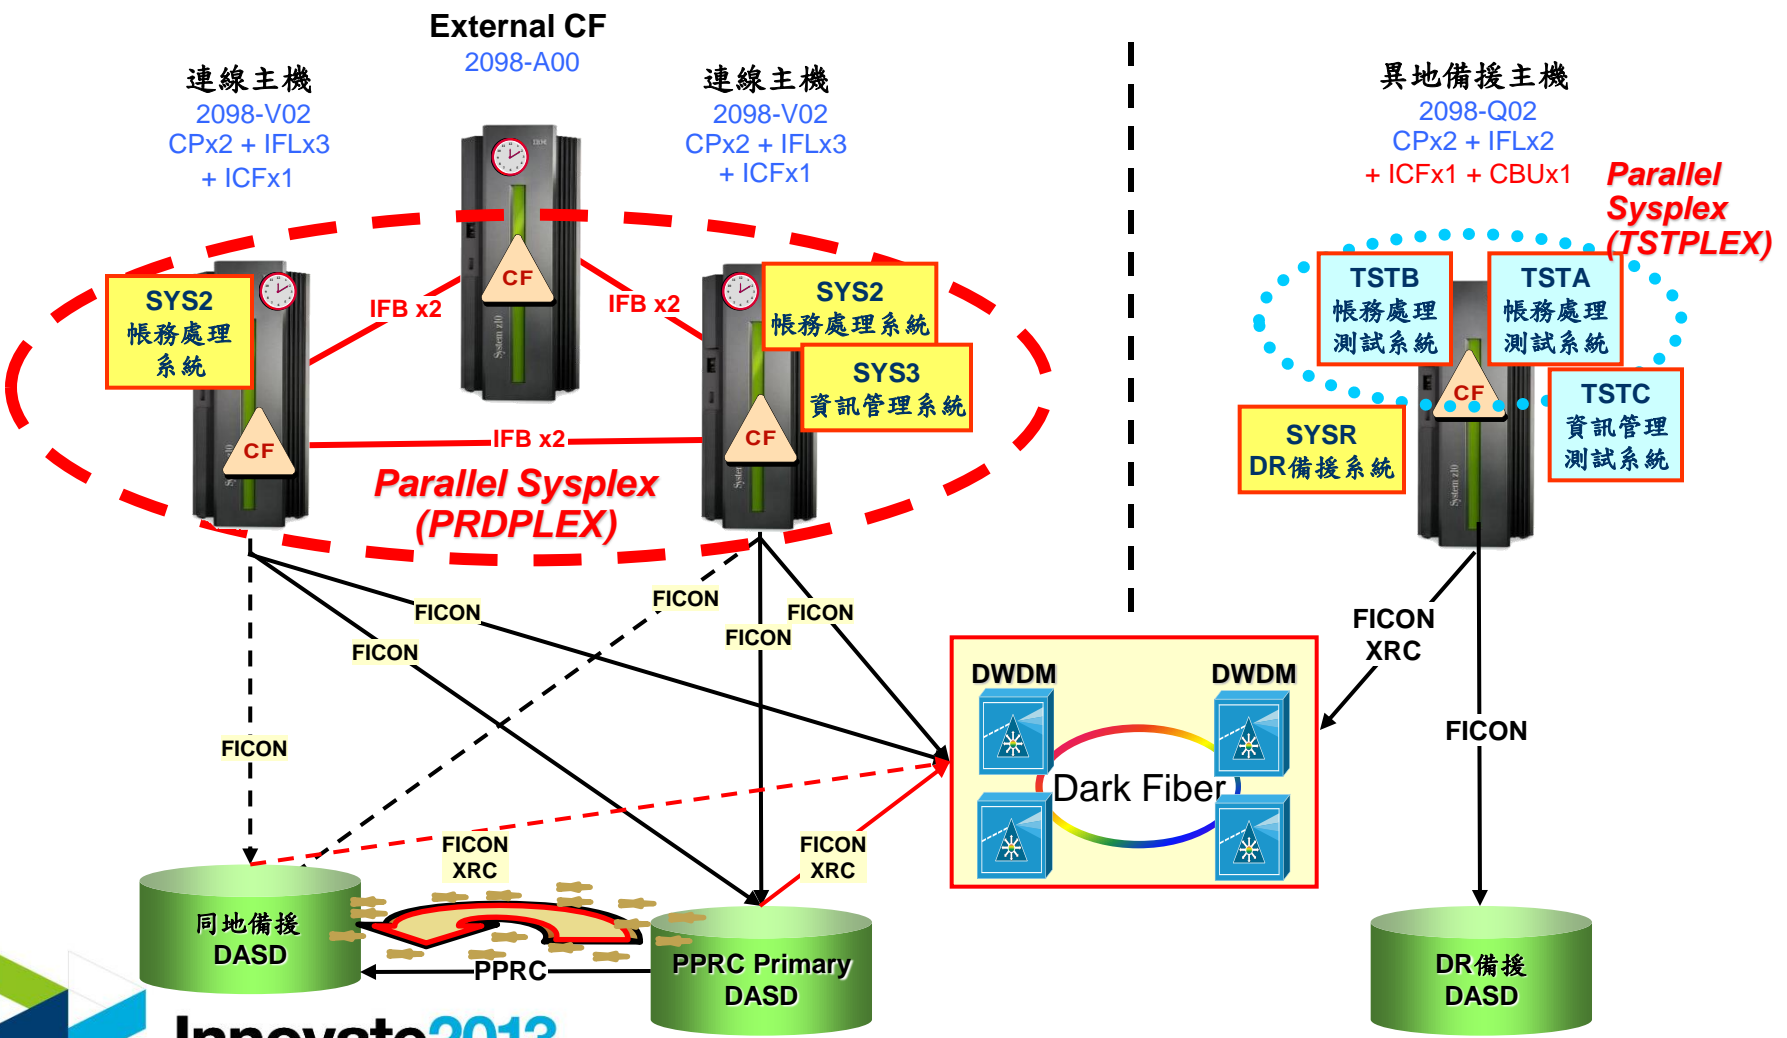 External CF
2098-A00
連線主機
2098-V02
CPx2 + IFLx3
+ ICFx1
連線主機
2098-V02
CPx2 + IFLx3
+ ICFx1
異地備援主機
2098-Q02
CPx2 + IFLx2
+ ICFx1 + CBUx1
Parallel
Sysplex
(TSTPLEX)
IBM
CF
System z10
IFB x2
IFB x2
IFB x2
SYS2
帳務處理
系統
CF
SYS2
帳務處理系統
SYS3
資訊管理系統
CF
Parallel Sysplex
(PRDPLEX)
TSTB
帳務處理
測試系統
TSTA
帳務處理
測試系統
CF
TSTC
資訊管理
測試系統
SYSR
DR備援系統
System z10
FICON
FICON
FICON
FICON
FICON
FICON
FICON
XRC
FICON
FICON
XRC
FICON
XRC
DWDM
DWDM
Dark Fiber
同地備援
DASD
PPRC
PPRC Primary
DASD
DR備援
DASD
Innovate2013